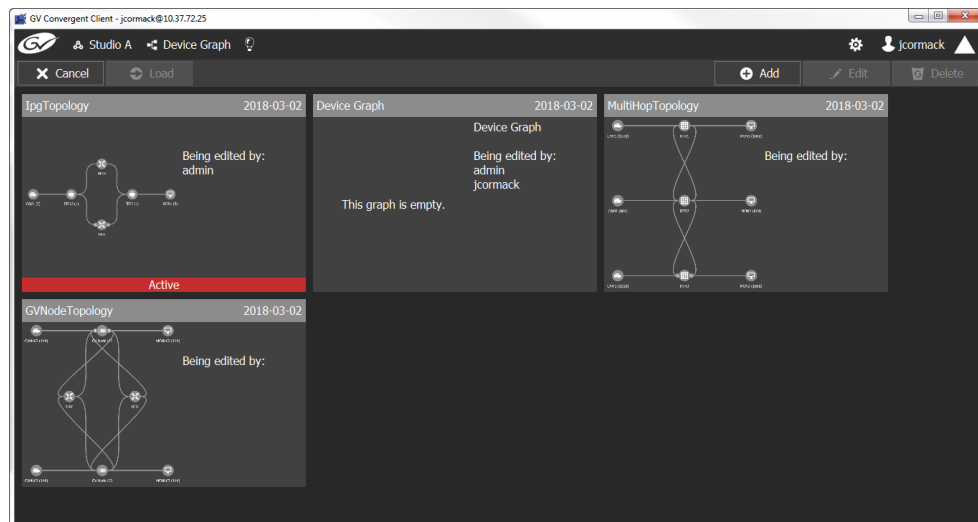 GV Convergent Client - jcormack@10.37.72.25
GV Studio A Device Graph jcormack
Cancel Load Add Edit Delete
IpgTopology 2018-03-02
Being edited by:
admin
Active
Device Graph 2018-03-02
Device Graph
Being edited by:
admin
jcormack
This graph is empty.
MultiHopTopology 2018-03-02
Being edited by:
GVNodeTopology 2018-03-02
Being edited by: